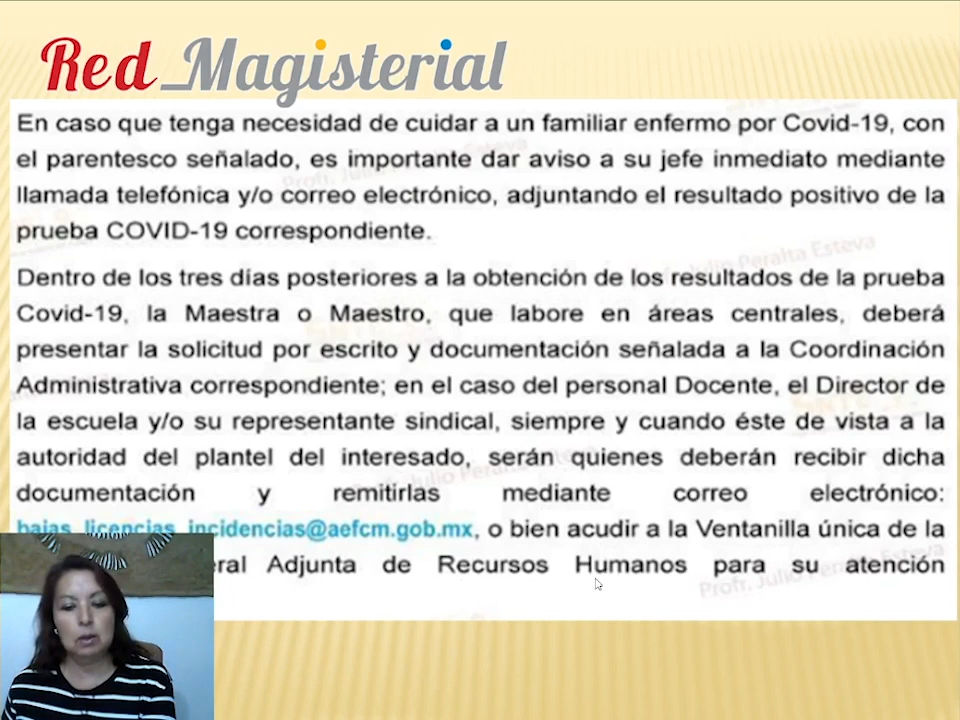 Red_Magisterial
En caso que tenga necesidad de cuidar a un familiar enfermo por Covid-19, con
el parentesco señalado, es importante dar aviso a su jefe inmediato mediante
llamada telefónica y/o correo electrónico, adjuntando el resultado positivo de la
prueba COVID-19 correspondiente.
Dentro de los tres días posteriores a la obtención de los resultados de la prueba
Covid-19, la Maestra o Maestro, que labore en áreas centrales, deberá
presentar la solicitud por escrito y documentación señalada a la Coordinación
Administrativa correspondiente; en el caso del personal Docente, el Director de
la escuela y/o su representante sindical, siempre y cuando éste de vista a la
autoridad del plantel del interesado, serán quienes deberán recibir dicha
documentación y remitirlas mediante correo electrónico:
bajas_licencias_incidencias@aefcm.gob.mx, o bien acudir a la Ventanilla única de la
eral Adjunta de Recursos Humanos para su atención